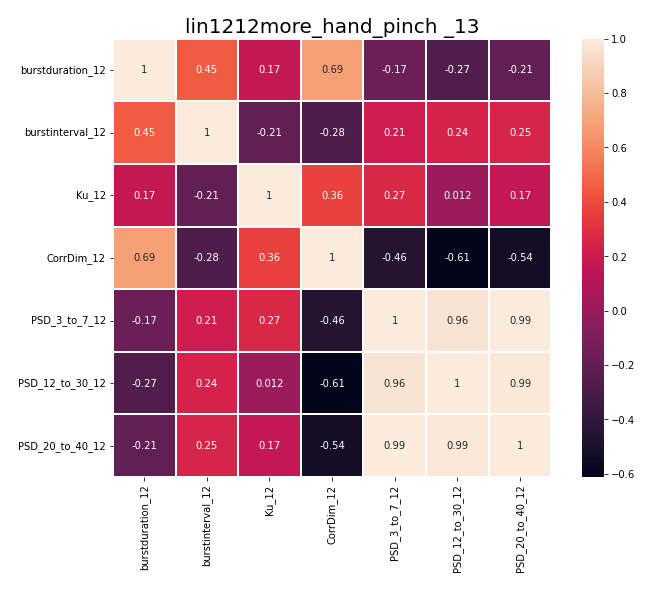 lin1212more_hand_pinch _13
burstduration_12 1 0.45 0.17 0.69 -0.17 -0.27 -0.21
burstinterval_12 0.45 1 -0.21 -0.28 0.21 0.24 0.25
Ku_12 0.17 -0.21 1 0.36 0.27 0.012 0.17
CorrDim_12 0.69 -0.28 0.36 1 -0.46 -0.61 -0.54
PSD_3_to_7_12 -0.17 0.21 0.27 -0.46 1 0.96 0.99
PSD_12_to_30_12 -0.27 0.24 0.012 -0.61 0.96 1 0.99
PSD_20_to_40_12 -0.21 0.25 0.17 -0.54 0.99 0.99 1
burstduration_12
burstinterval_12
Ku_12
CorrDim_12
PSD_3_to_7_12
PSD_12_to_30_12
PSD_20_to_40_12
1.0
0.8
0.6
0.4
0.2
0.0
−0.2
−0.4
−0.6